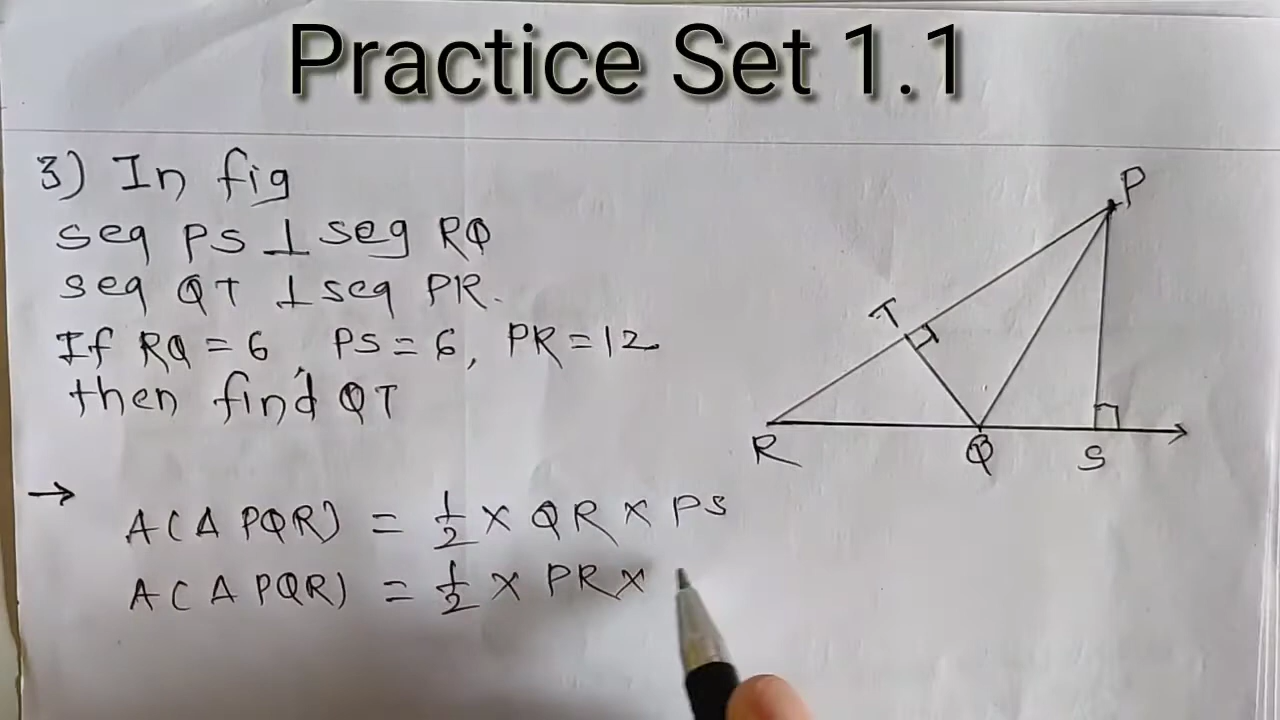 Practice Set 1.1
3) In fig
seg PS ⊥ seg RQ
seg QT ⊥ seg PR.
If RQ = 6, PS = 6, PR = 12
then find QT
P
T
R
Q
S
→
A(Δ PQR) = 1/2 × QR × PS
A(Δ PQR) = 1/2 × PR ×